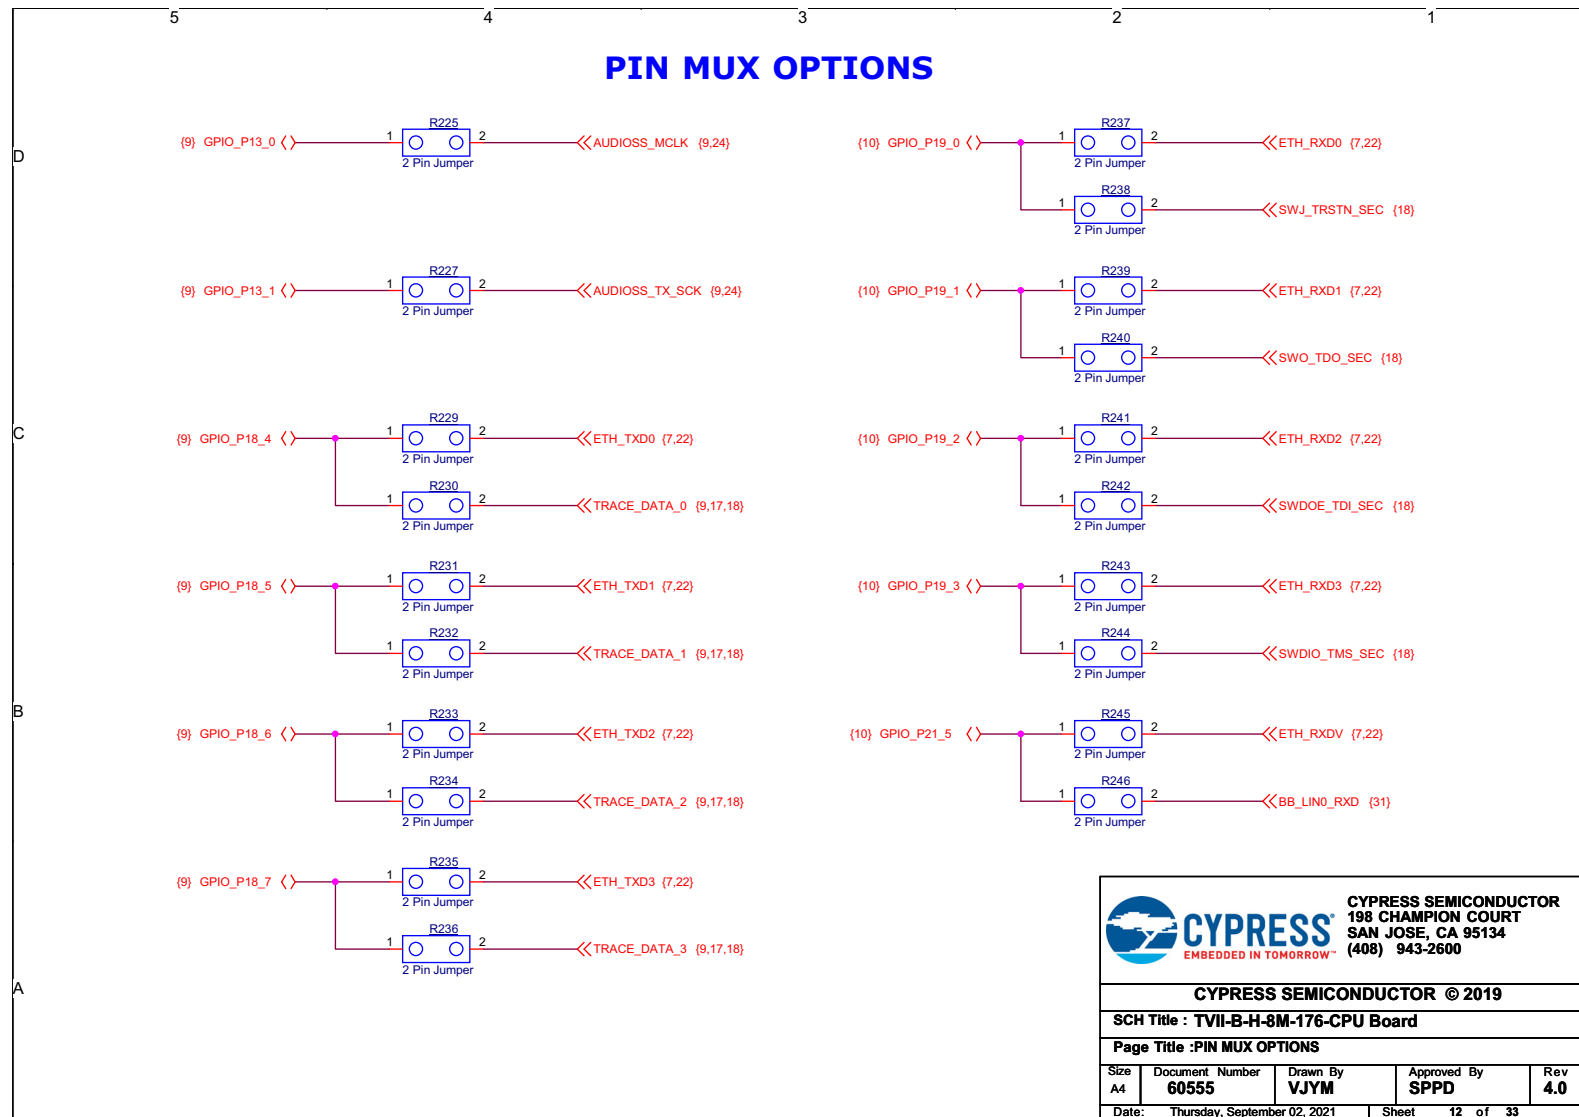 5 4 3 2 1
PIN MUX OPTIONS
D
C
B
A
{9} GPIO_P13_0 1 R225 2 AUDIOSS_MCLK {9,24}
2 Pin Jumper
{9} GPIO_P13_1 1 R227 2 AUDIOSS_TX_SCK {9,24}
2 Pin Jumper
{9} GPIO_P18_4 1 R229 2 ETH_TXD0 {7,22}
2 Pin Jumper
1 R230 2 TRACE_DATA_0 {9,17,18}
2 Pin Jumper
{9} GPIO_P18_5 1 R231 2 ETH_TXD1 {7,22}
2 Pin Jumper
1 R232 2 TRACE_DATA_1 {9,17,18}
2 Pin Jumper
{9} GPIO_P18_6 1 R233 2 ETH_TXD2 {7,22}
2 Pin Jumper
1 R234 2 TRACE_DATA_2 {9,17,18}
2 Pin Jumper
{9} GPIO_P18_7 1 R235 2 ETH_TXD3 {7,22}
2 Pin Jumper
1 R236 2 TRACE_DATA_3 {9,17,18}
2 Pin Jumper
{10} GPIO_P19_0 1 R237 2 ETH_RXD0 {7,22}
2 Pin Jumper
1 R238 2 SWJ_TRSTN_SEC {18}
2 Pin Jumper
{10} GPIO_P19_1 1 R239 2 ETH_RXD1 {7,22}
2 Pin Jumper
1 R240 2 SWO_TDO_SEC {18}
2 Pin Jumper
{10} GPIO_P19_2 1 R241 2 ETH_RXD2 {7,22}
2 Pin Jumper
1 R242 2 SWDOE_TDI_SEC {18}
2 Pin Jumper
{10} GPIO_P19_3 1 R243 2 ETH_RXD3 {7,22}
2 Pin Jumper
1 R244 2 SWDIO_TMS_SEC {18}
2 Pin Jumper
{10} GPIO_P21_5 1 R245 2 ETH_RXDV {7,22}
2 Pin Jumper
1 R246 2 BB_LIN0_RXD {31}
2 Pin Jumper
CYPRESS
EMBEDDED IN TOMORROW™
CYPRESS SEMICONDUCTOR
198 CHAMPION COURT
SAN JOSE, CA 95134
(408) 943-2600
CYPRESS SEMICONDUCTOR © 2019
SCH Title : TVII-B-H-8M-176-CPU Board
Page Title :PIN MUX OPTIONS
Size Document Number Drawn By Approved By Rev
A4 60555 VJYM SPPD 4.0
Date: Thursday, September 02, 2021 Sheet 12 of 33